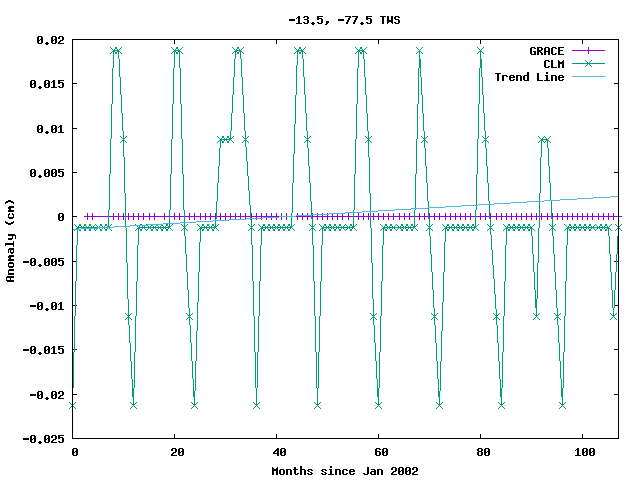 -13.5, -77.5 TWS
GRACE
CLM
Trend Line
0.02
0.015
0.01
0.005
0
-0.005
-0.01
-0.015
-0.02
-0.025
Anomaly (cm)
0 20 40 60 80 100
Months since Jan 2002